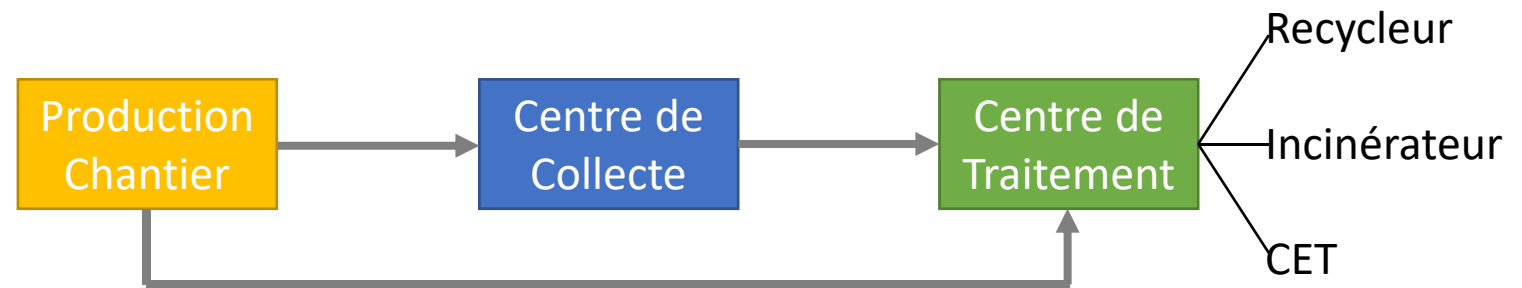 Production
Chantier
Centre de
Collecte
Centre de
Traitement
Recycleur
Incinérateur
CET